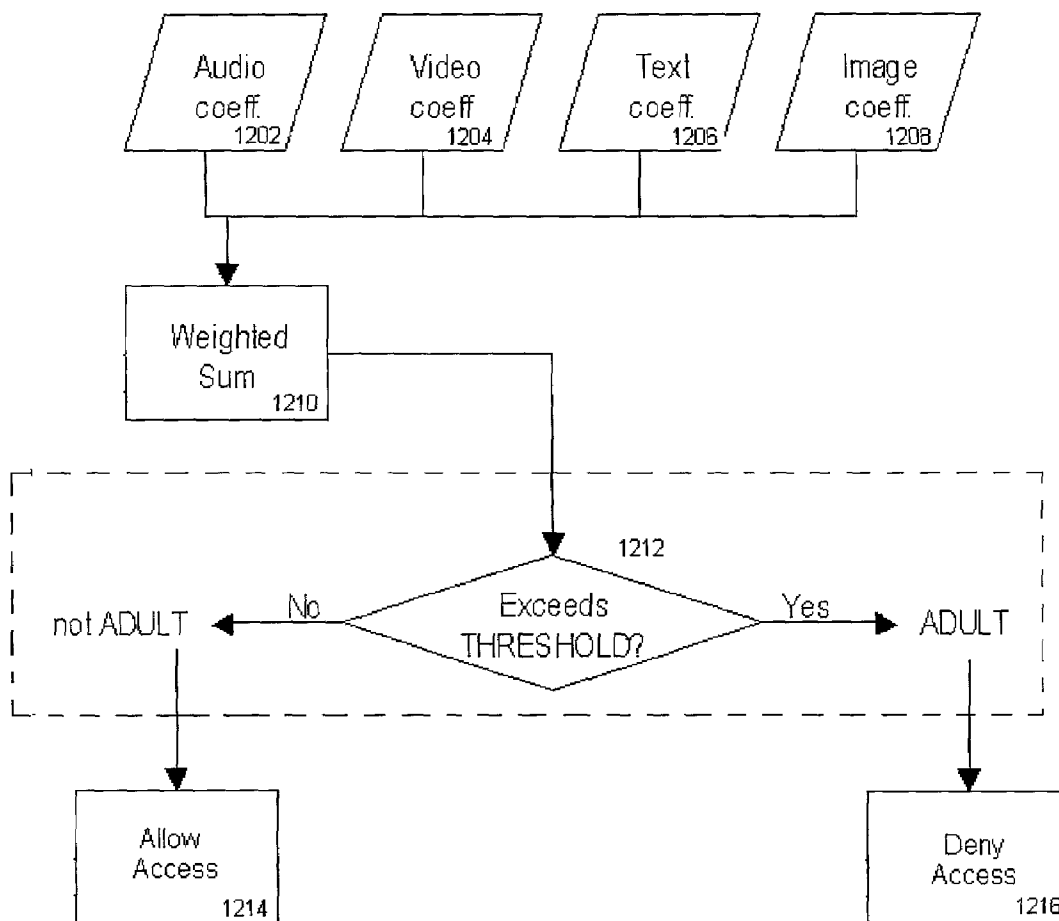 Audio
coeff.
1202
Video
coeff
1204
Text
coeff.
1206
Image
coeff.
1208
Weighted
Sum
1210
1212
Exceeds
THRESHOLD?
No
Yes
not ADULT
ADULT
Allow
Access
1214
Deny
Access
1216